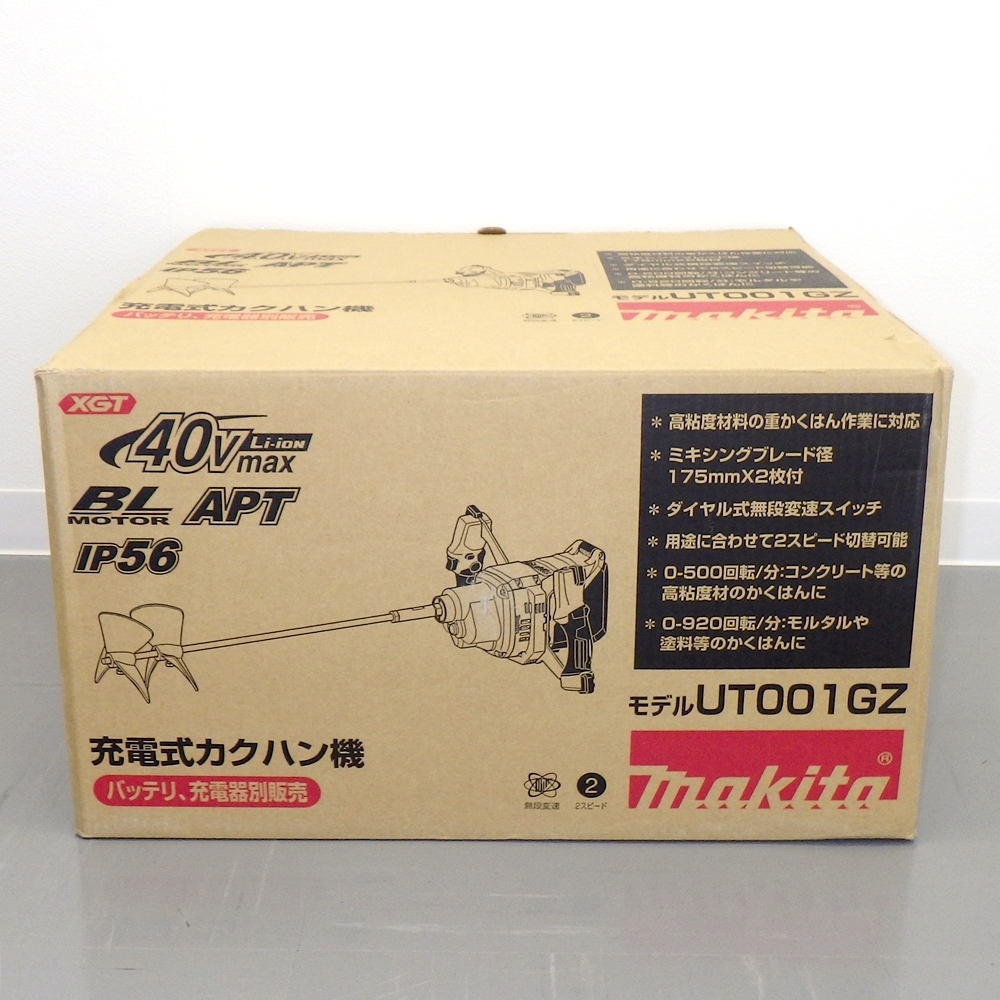 40Vmax
BL APT
IP56
充電式カクハン機
バッテリ、充電器別販売
モデルUT001GZ
makita®
XGT
40Vmax Li-ion
BL MOTOR APT
IP56
* 高粘度材料の重かくはん作業に対応
* ミキシングブレード径
175mmX2枚付
* ダイヤル式無段変速スイッチ
* 用途に合わせて2スピード切替可能
* 0-500回転/分:コンクリート等の
高粘度材のかくはんに
* 0-920回転/分:モルタルや
塗料等のかくはんに
モデルUT001GZ
充電式カクハン機
バッテリ、充電器別販売
無段変速
2
2スピード
makita®